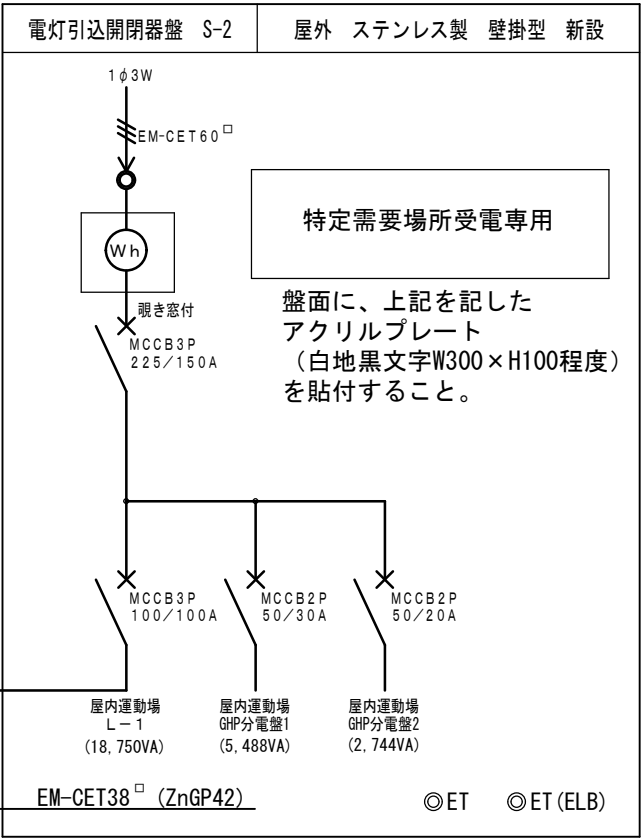 電灯引込開閉器盤 S-2
屋外 ステンレス製 壁掛型 新設
1φ3W
EM-CET60□
特定需要場所受電専用
Wh
覗き窓付
盤面に、上記を記した
アクリルプレート
（白地黒文字W300×H100程度）
を貼付すること。
MCCB3P
225/150A
MCCB3P
100/100A
MCCB2P
50/30A
MCCB2P
50/20A
屋内運動場
L－1
(18,750VA)
屋内運動場
GHP分電盤1
(5,488VA)
屋内運動場
GHP分電盤2
(2,744VA)
EM-CET38□ (ZnGP42)
◎ET ◎ET(ELB)